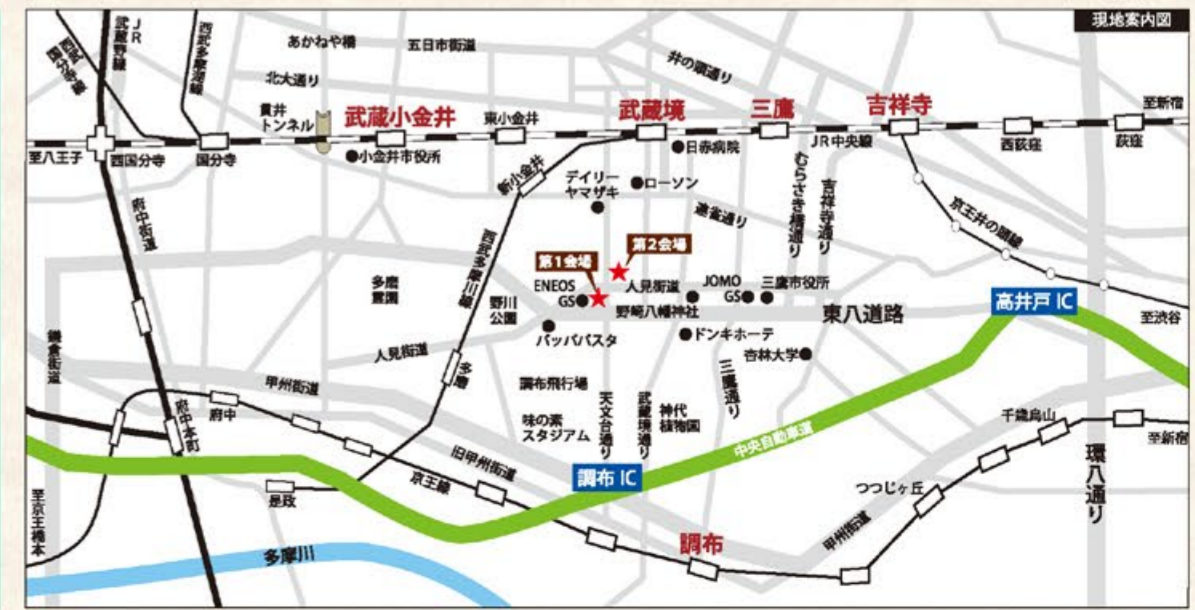 現地案内図
JR
武蔵野線
西武多摩湖線
西武
国分寺線
あかねや橋
五日市街道
北大通り
井の頭通り
貫井
トンネル
武蔵小金井
東小金井
武蔵境
三鷹
吉祥寺
至新宿
至八王子
西国分寺
国分寺
小金井市役所
日赤病院
JR中央線
西荻窪
荻窪
新小金井
デイリー
ヤマザキ
ローソン
むらさき橋通り
吉祥寺通り
連雀通り
京王井の頭線
府中街道
西武多摩川線
第2会場
第1会場
多磨
霊園
野川
公園
ENEOS
GS
人見街道
JOMO
GS
三鷹市役所
野崎八幡神社
東八道路
高井戸 IC
至渋谷
パッパパスタ
ドンキホーテ
杏林大学
鎌倉街道
人見街道
多磨
三鷹通り
甲州街道
調布飛行場
府中
府中本町
味の素
スタジアム
天文台通り
武蔵境通り
神代
植物園
千歳烏山
至新宿
中央自動車道
旧甲州街道
調布 IC
環八通り
京王線
是政
つつじヶ丘
至京王橋本
甲州街道
調布
多摩川